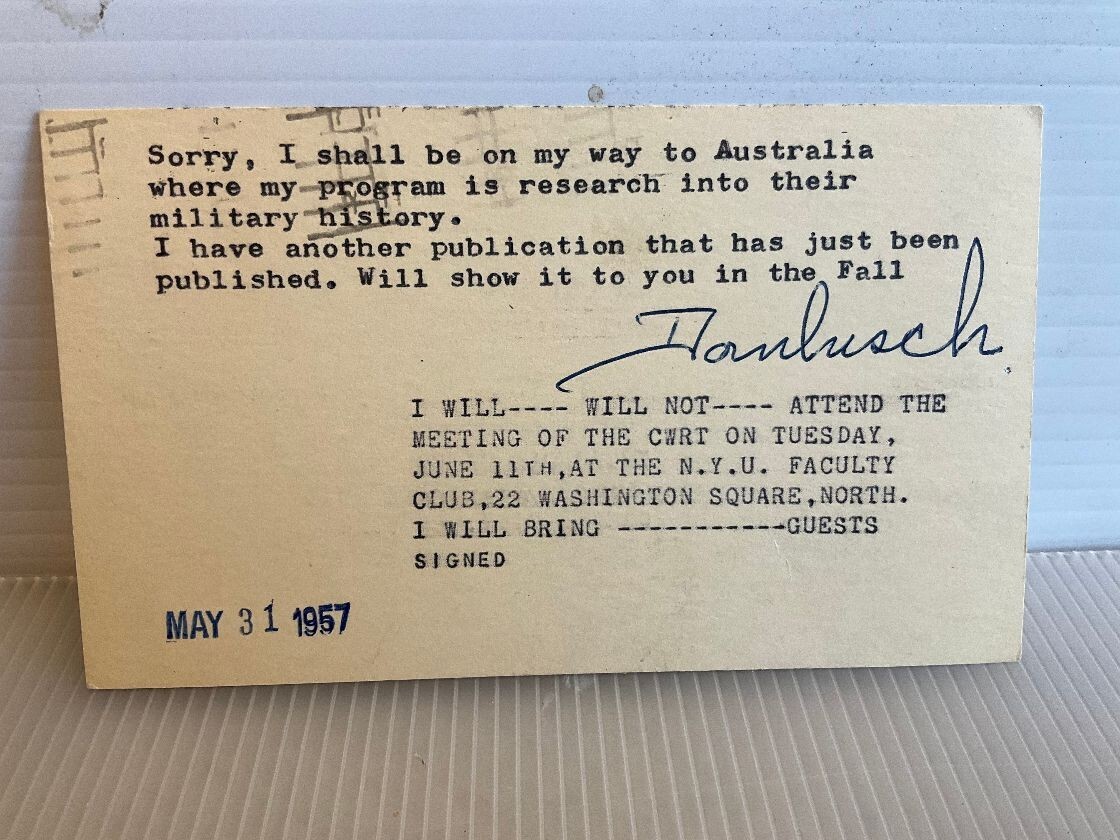 Sorry, I shall be on my way to Australia
where my program is research into their
military history.
I have another publication that has just been
published. Will show it to you in the Fall
I WILL---- WILL NOT---- ATTEND THE
MEETING OF THE CWRT ON TUESDAY,
JUNE 11TH,AT THE N.Y.U. FACULTY
CLUB,22 WASHINGTON SQUARE,NORTH.
I WILL BRING -----------GUESTS
SIGNED
MAY 31 1957